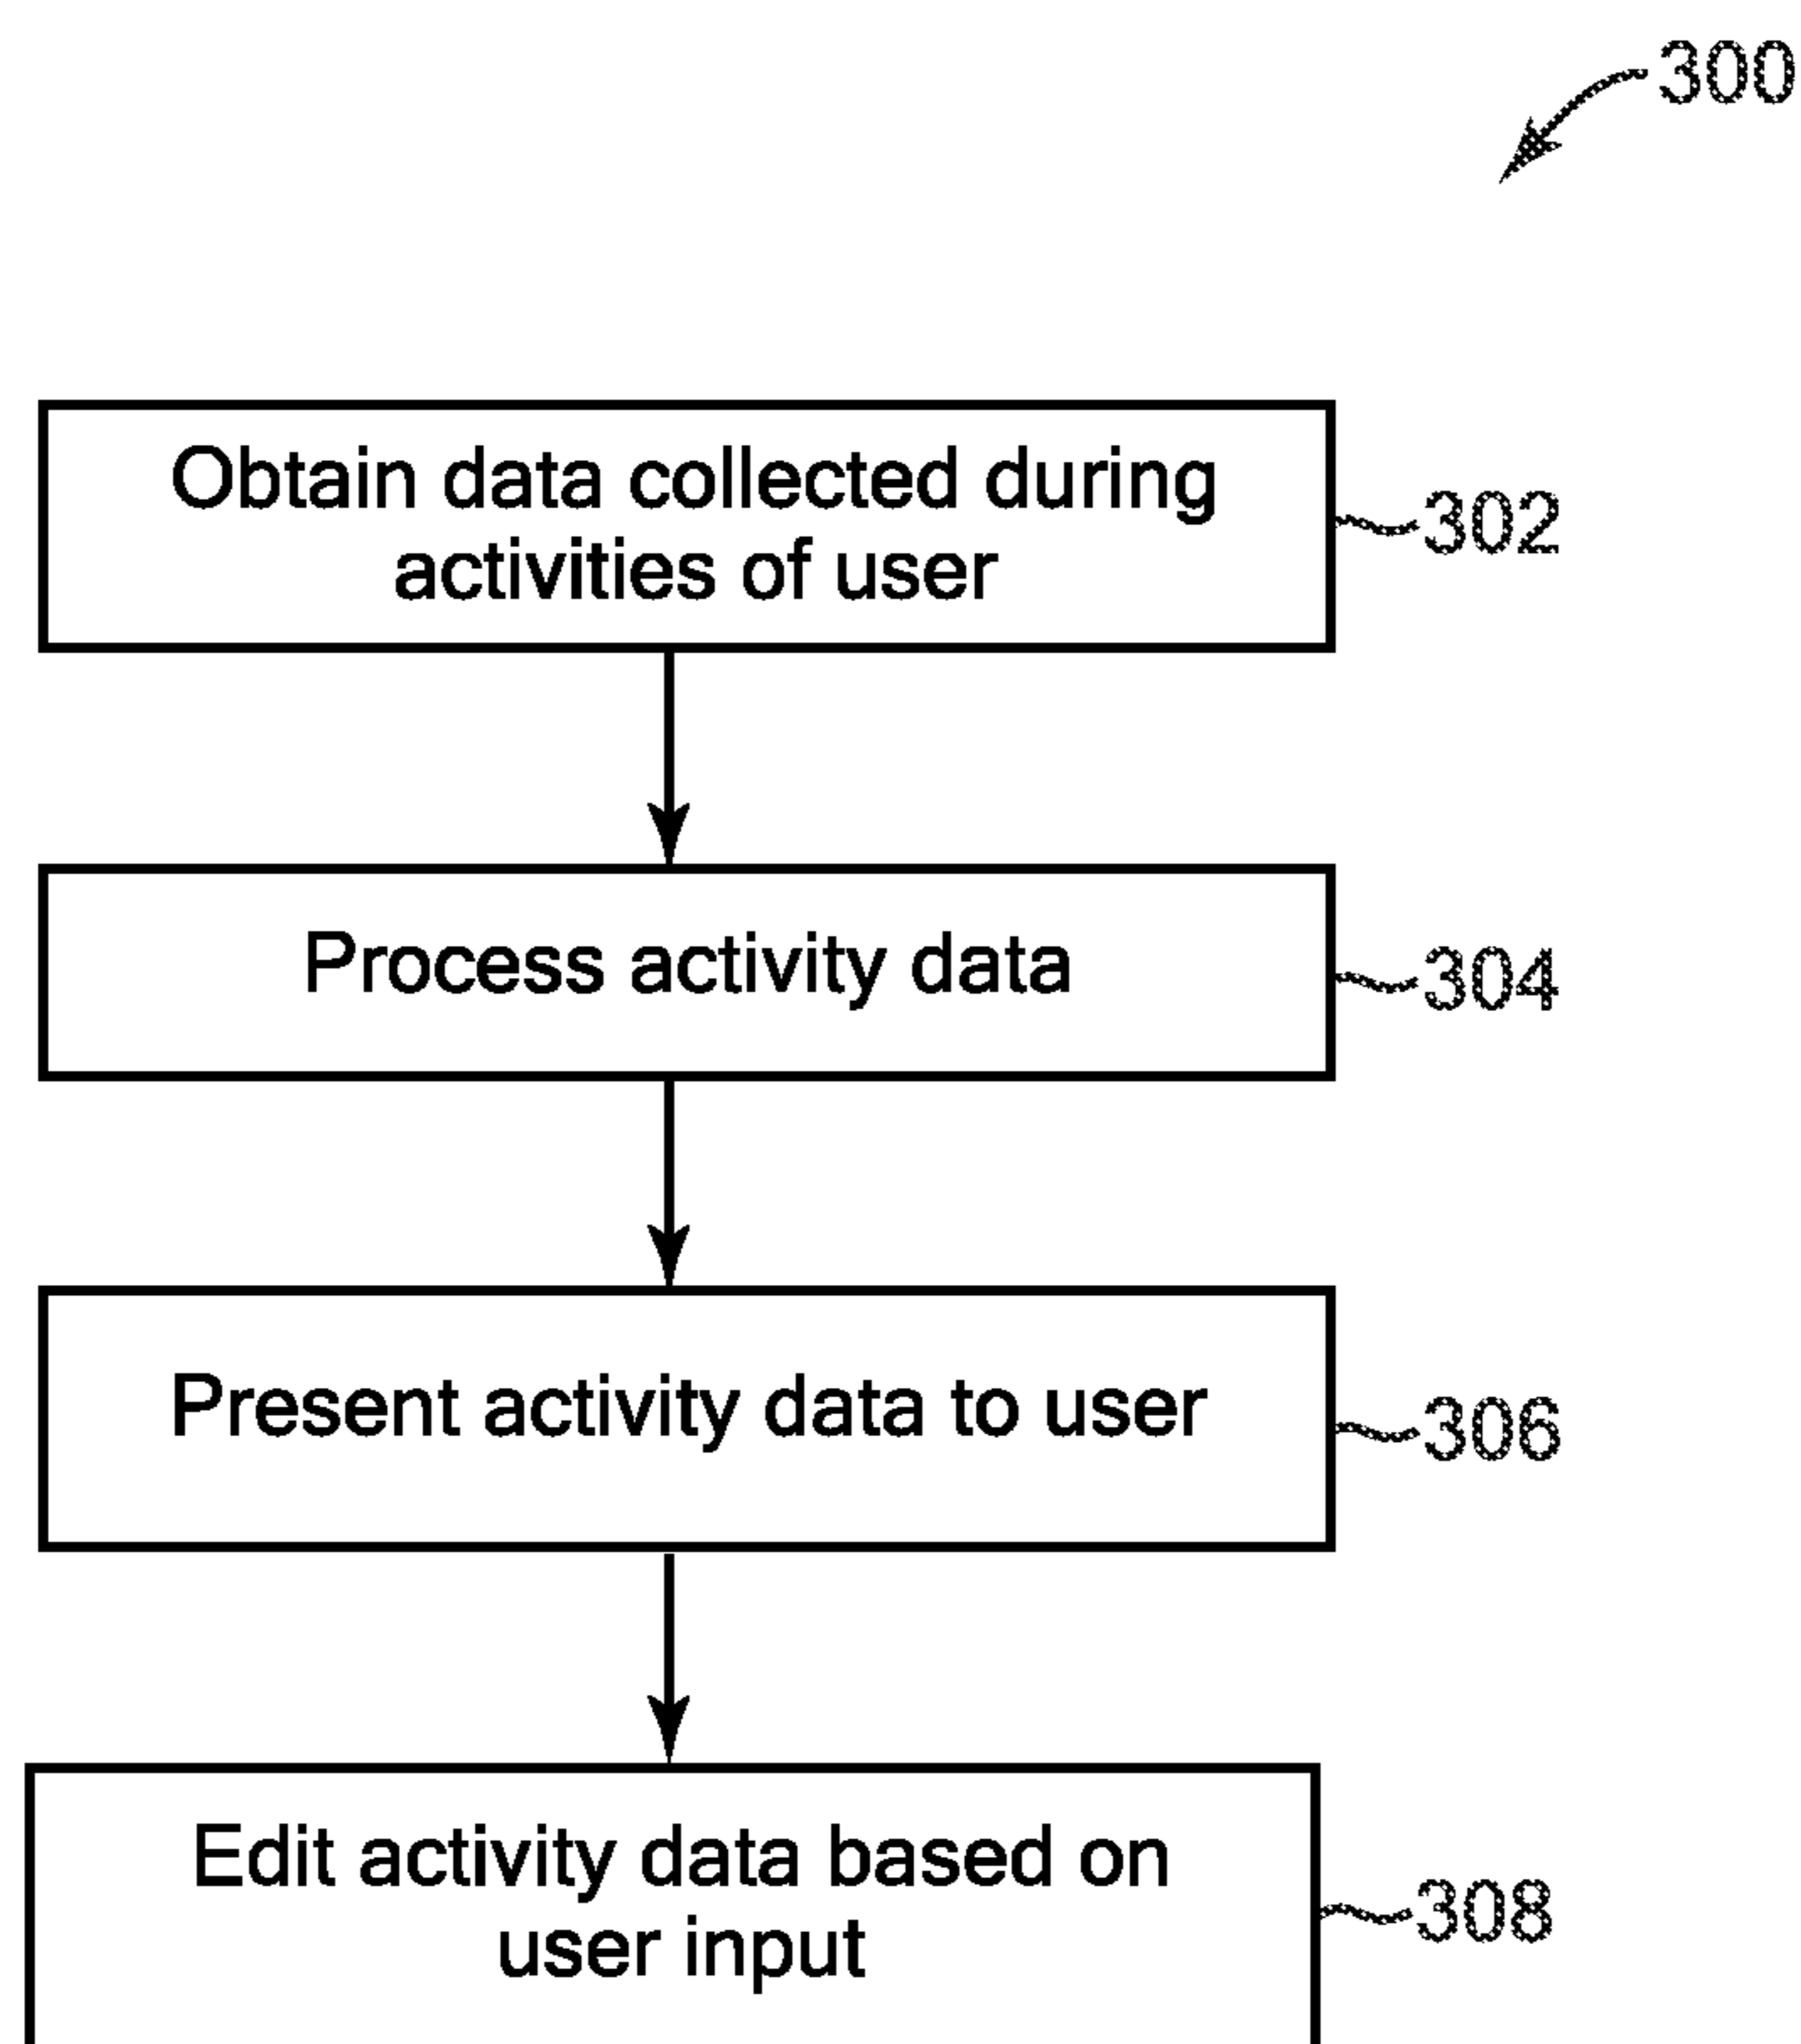 300
Obtain data collected during
activities of user
302
Process activity data
304
Present activity data to user
306
Edit activity data based on
user input
308